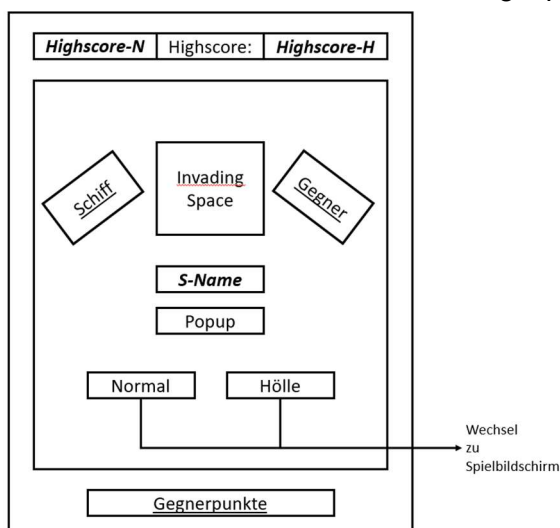 Highscore-N Highscore: Highscore-H
Schiff
Invading
Space
Gegner
S-Name
Popup
Normal Hölle
Wechsel
zu
Spielbildschirm
Gegnerpunkte